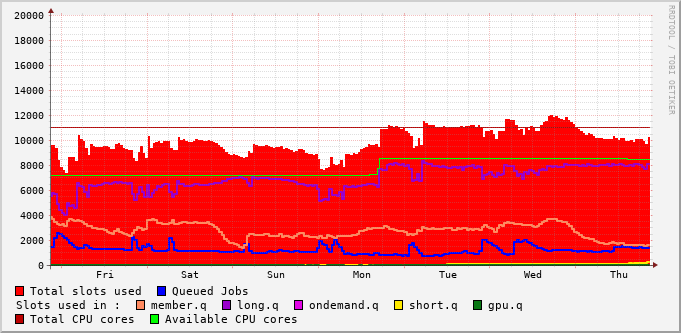 RRDTOOL / TOBI OETIKER
20000
18000
16000
14000
12000
10000
8000
6000
4000
2000
0
Fri Sat Sun Mon Tue Wed Thu
Total slots used Queued Jobs
Slots used in : member.q long.q ondemand.q short.q gpu.q
Total CPU cores Available CPU cores